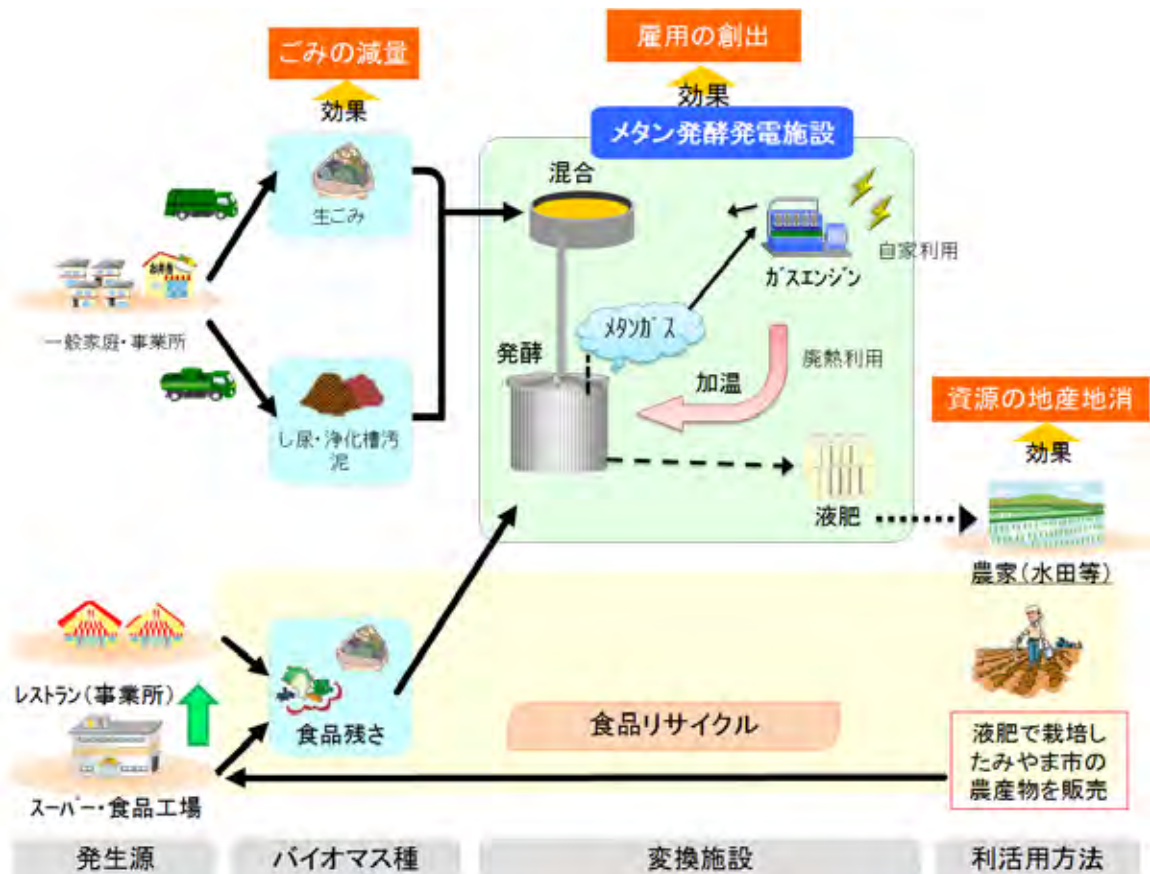 ごみの減量
効果
雇用の創出
効果
メタン発酵発電施設
生ごみ
混合
ガスエンジン
自家利用
お弁当
一般家庭・事業所
メタンガス
発酵
加温
廃熱利用
し尿・浄化槽汚
泥
液肥
資源の地産地消
効果
農家(水田等)
レストラン(事業所)
食品残さ
スーパー・食品工場
食品リサイクル
液肥で栽培し
たみやま市の
農産物を販売
発生源
バイオマス種
変換施設
利活用方法